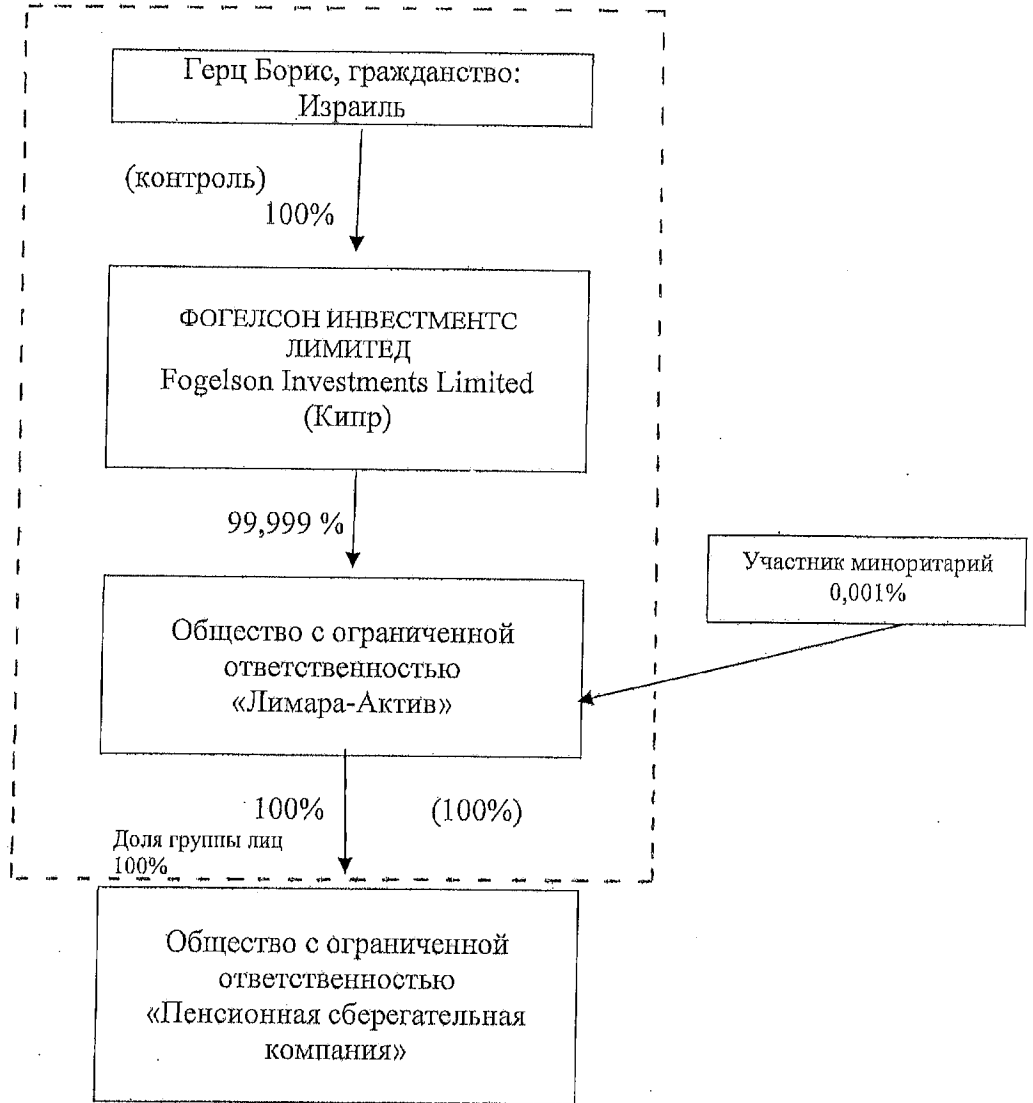 Герц Борис, гражданство:
Израиль
(контроль)
100%
ФОГЕЛСОН ИНВЕСТМЕНТС
ЛИМИТЕД
Fogelson Investments Limited
(Кипр)
99,999 %
Участник миноритарий
0,001%
Общество с ограниченной
ответственностью
«Лимара-Актив»
100% (100%)
Доля группы лиц
100%
Общество с ограниченной
ответственностью
«Пенсионная сберегательная
компания»